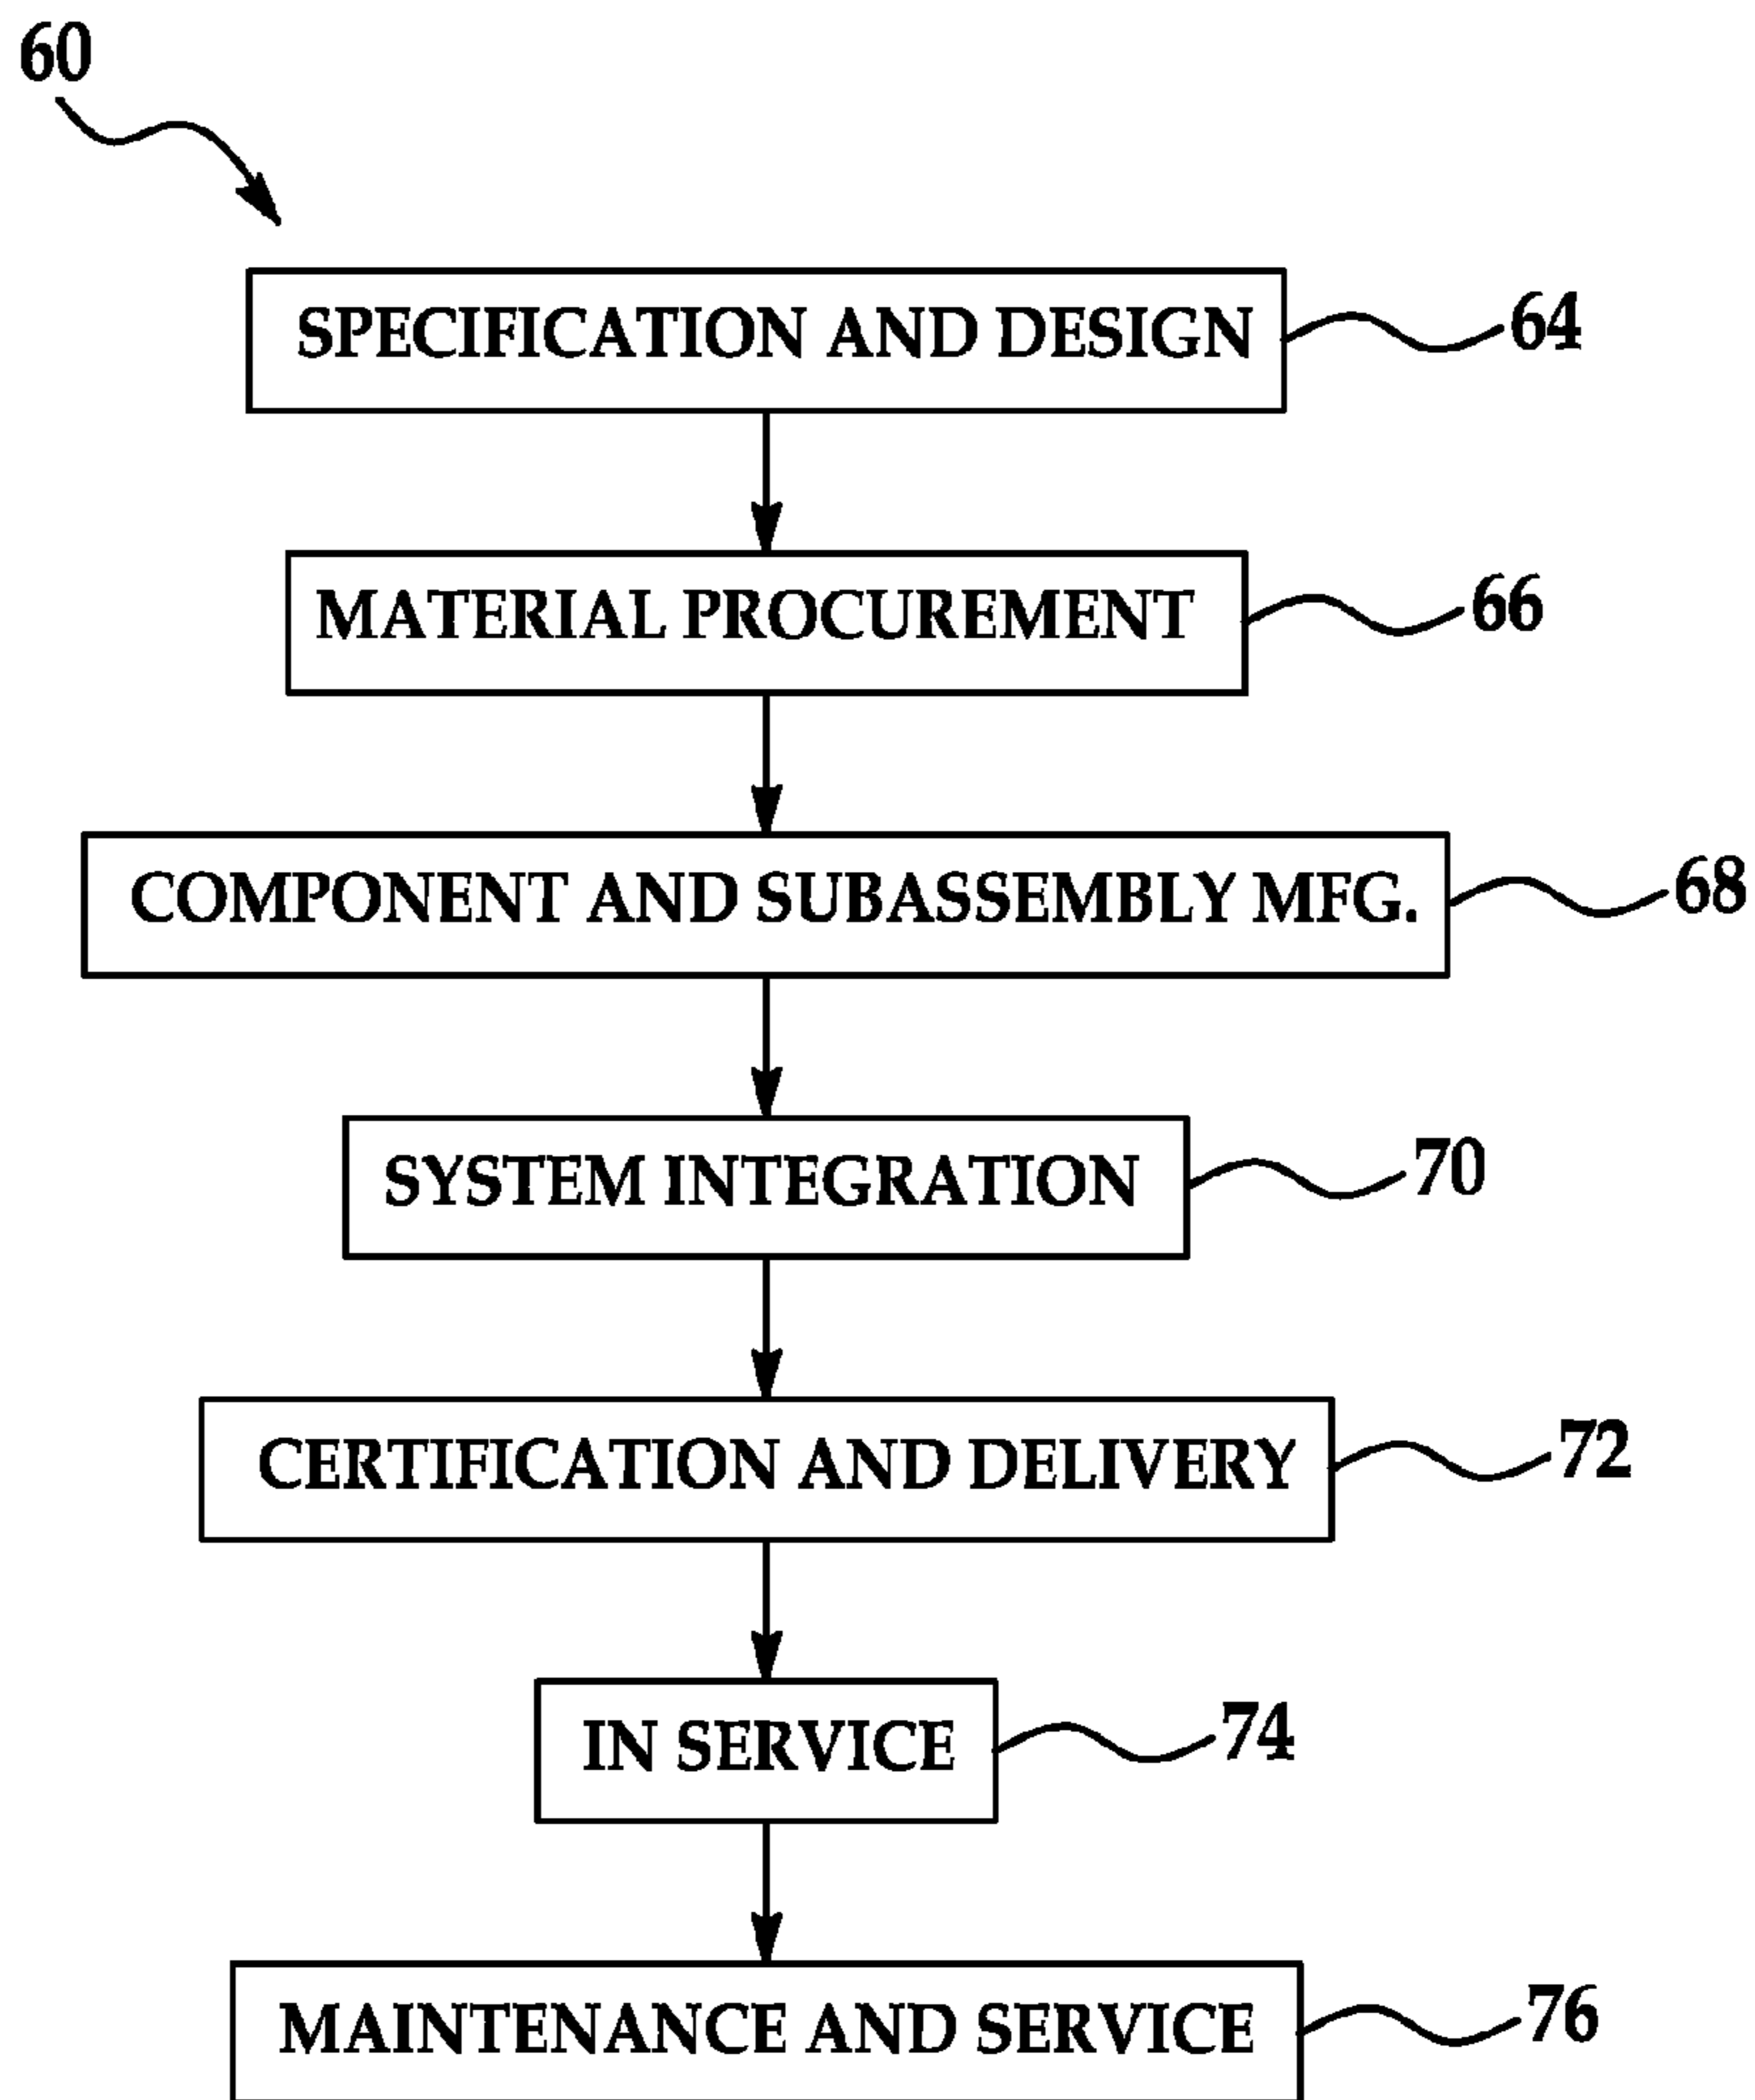 60
SPECIFICATION AND DESIGN 64
MATERIAL PROCUREMENT 66
COMPONENT AND SUBASSEMBLY MFG. 68
SYSTEM INTEGRATION 70
CERTIFICATION AND DELIVERY 72
IN SERVICE 74
MAINTENANCE AND SERVICE 76